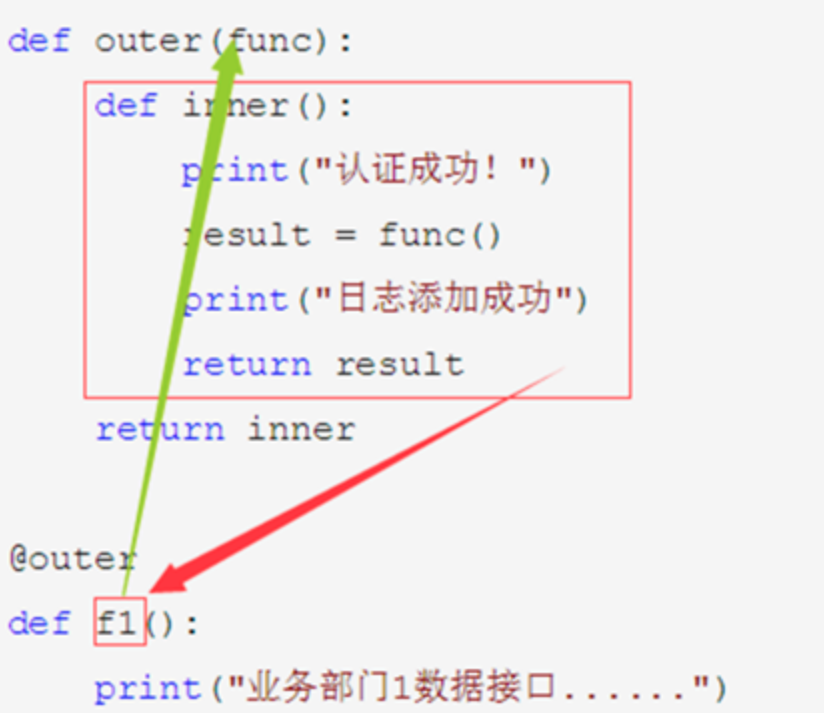 def outer(func):
    def inner():
        print("认证成功！")
        result = func()
        print("日志添加成功")
        return result
    return inner
@outer
def f1():
    print("业务部门1数据接口......")